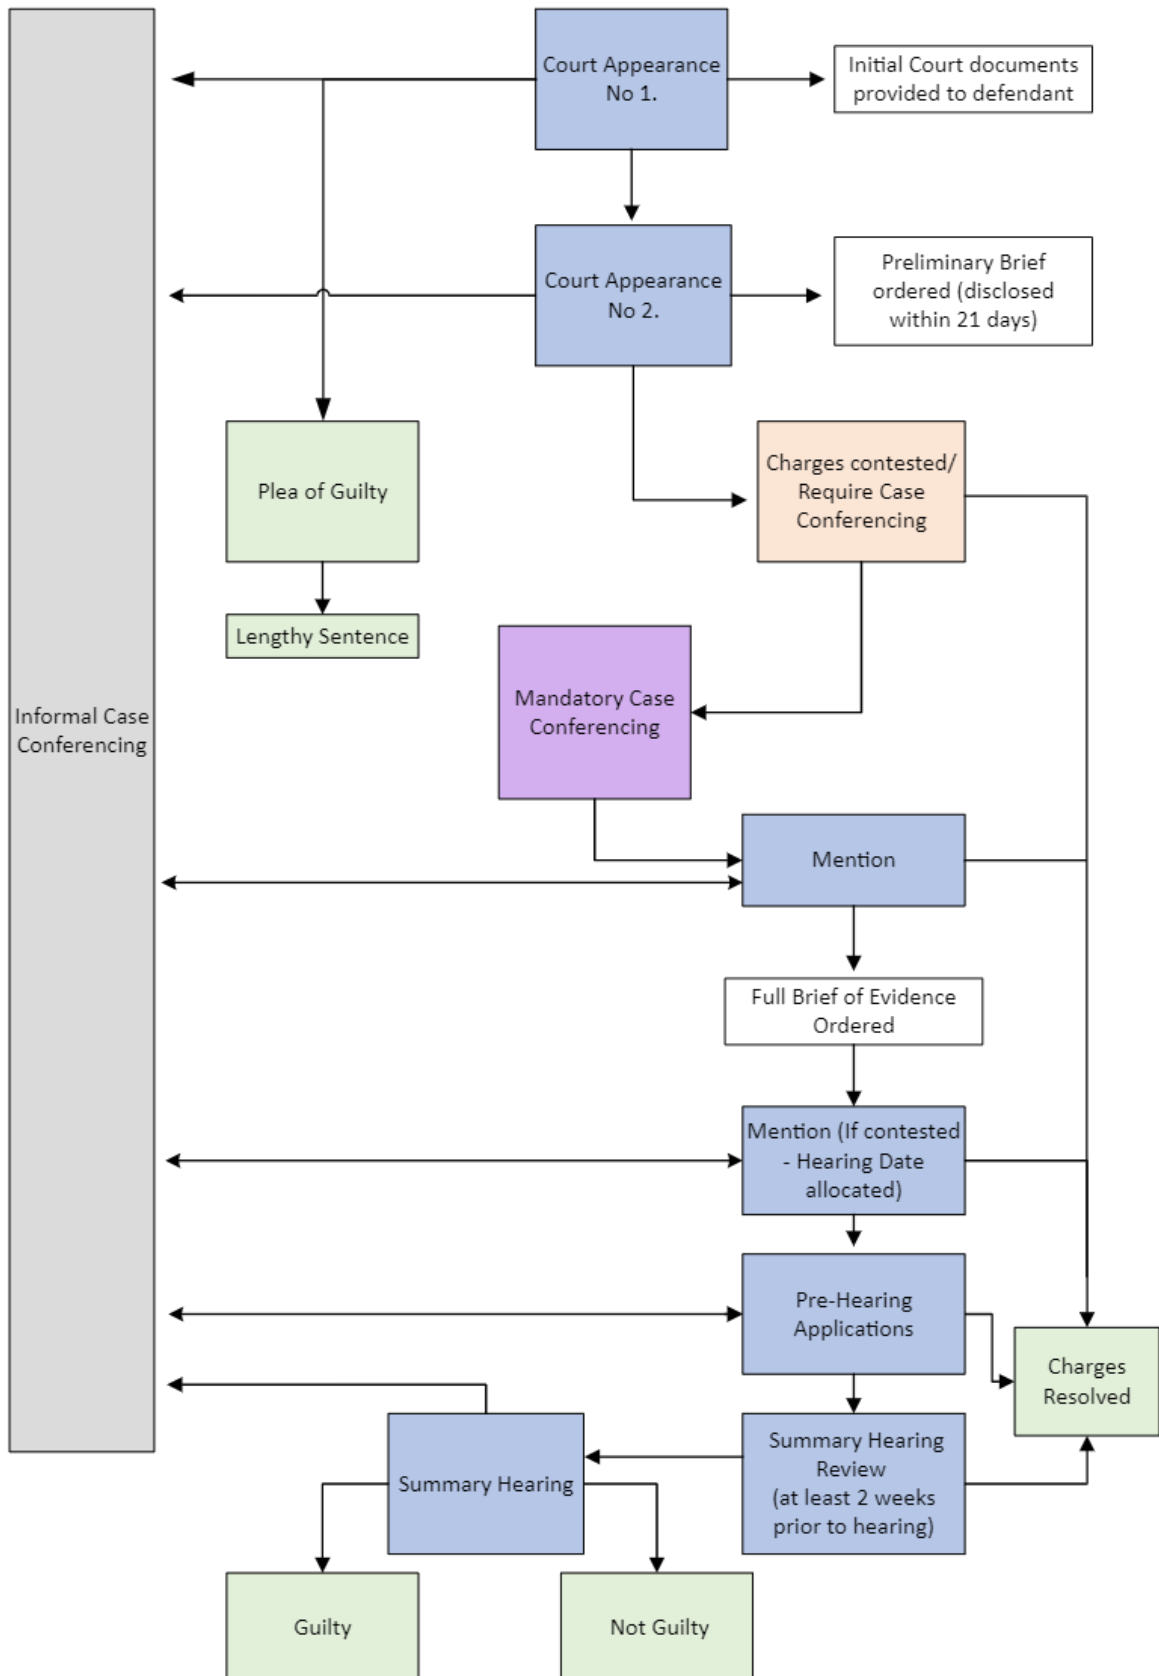 Court Appearance
No 1.
Initial Court documents
provided to defendant
Court Appearance
No 2.
Preliminary Brief
ordered (disclosed
within 21 days)
Plea of Guilty
Charges contested/
Require Case
Conferencing
Lengthy Sentence
Mandatory Case
Conferencing
Informal Case
Conferencing
Mention
Full Brief of Evidence
Ordered
Mention (If contested
- Hearing Date
allocated)
Pre-Hearing
Applications
Charges
Resolved
Summary Hearing
Review
(at least 2 weeks
prior to hearing)
Summary Hearing
Guilty
Not Guilty